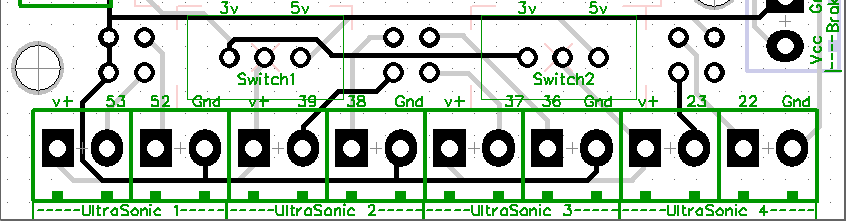 3v 5v 3v 5v
Vcc G
Brak
Switch1 Switch2
v+ 53 52 Gnd v+ 39 38 Gnd v+ 37 36 Gnd v+ 23 22 Gnd
UltraSonic 1 UltraSonic 2 UltraSonic 3 UltraSonic 4